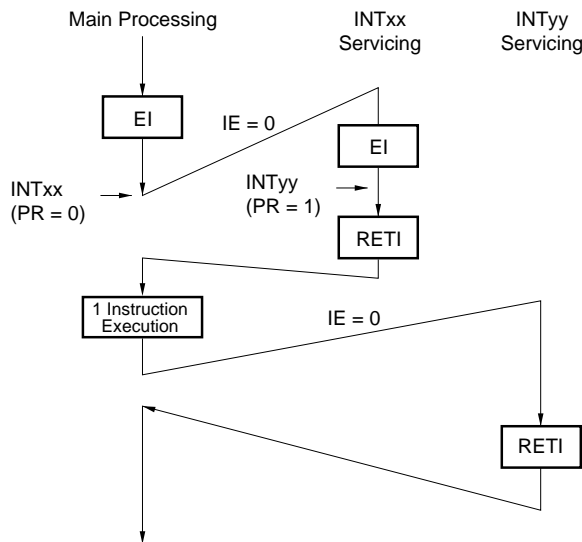 Main Processing
INTxx
Servicing
INTyy
Servicing
EI
IE = 0
EI
INTxx
(PR = 0)
INTyy
(PR = 1)
RETI
1 Instruction
Execution
IE = 0
RETI